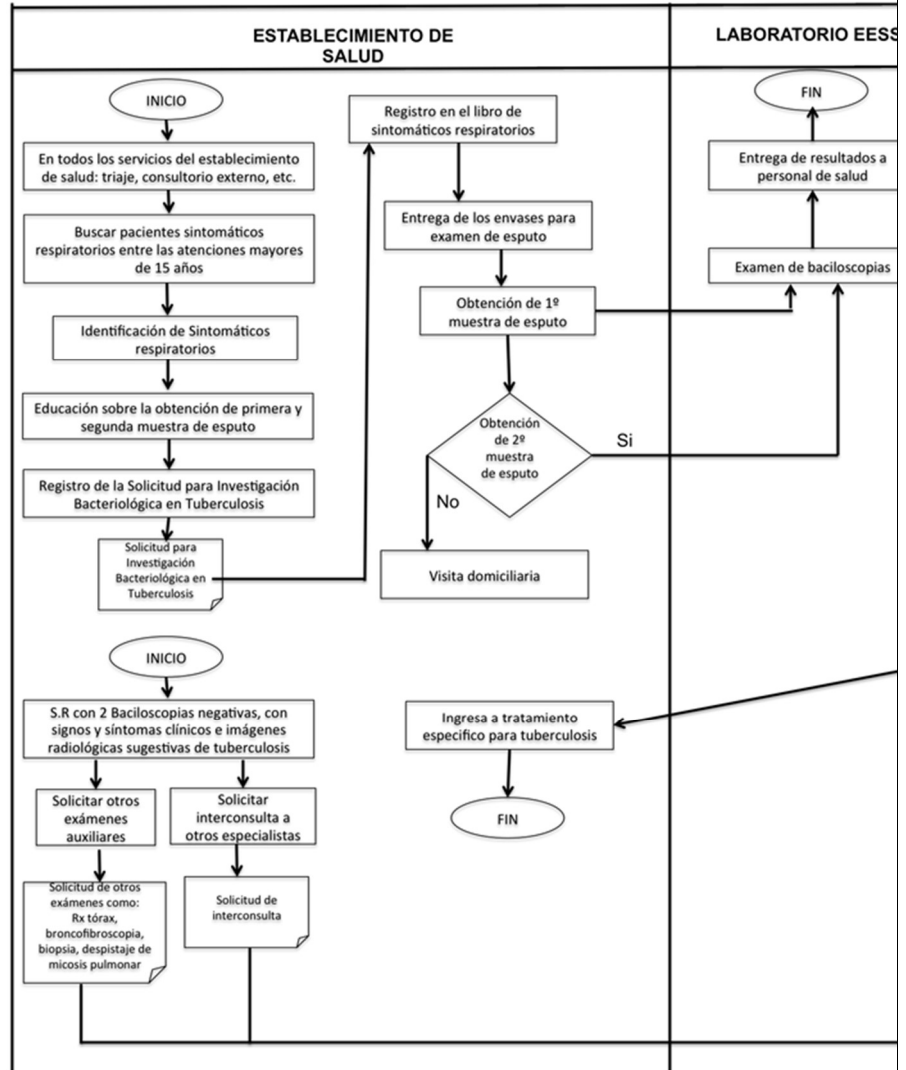 ESTABLECIMIENTO DE
SALUD
LABORATORIO EESS
INICIO
En todos los servicios del establecimiento
de salud: triaje, consultorio externo, etc.
Buscar pacientes sintomáticos
respiratorios entre las atenciones mayores
de 15 años
Identificación de Sintomáticos
respiratorios
Educación sobre la obtención de primera y
segunda muestra de esputo
Registro de la Solicitud para Investigación
Bacteriológica en Tuberculosis
Solicitud para
Investigación
Bacteriológica en
Tuberculosis
Registro en el libro de
sintomáticos respiratorios
Entrega de los envases para
examen de esputo
Obtención de 1º
muestra de esputo
Obtención
de 2º
muestra
de esputo
Si
No
Visita domiciliaria
FIN
Entrega de resultados a
personal de salud
Examen de baciloscopias
INICIO
S.R con 2 Baciloscopias negativas, con
signos y síntomas clínicos e imágenes
radiológicas sugestivas de tuberculosis
Solicitar otros
exámenes
auxiliares
Solicitar
interconsulta a
otros especialistas
Solicitud de otros
exámenes como:
Rx tórax,
broncofibroscopia,
biopsia, despistaje de
micosis pulmonar
Solicitud de
interconsulta
Ingresa a tratamiento
especifico para tuberculosis
FIN